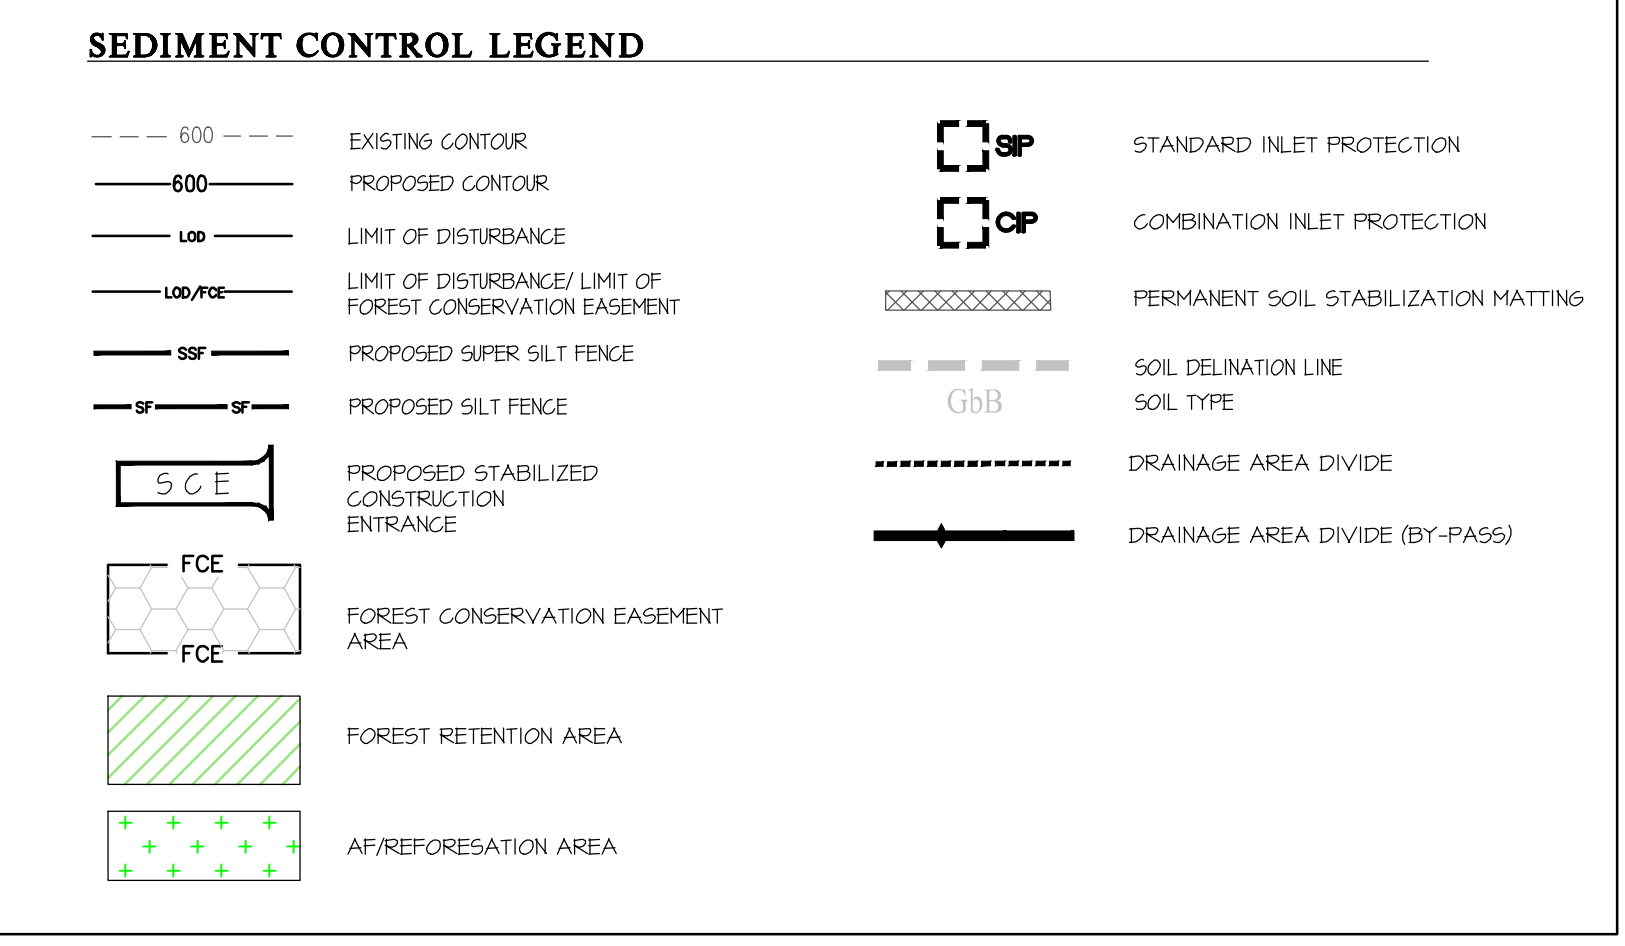 SEDIMENT CONTROL LEGEND
600 EXISTING CONTOUR
600 PROPOSED CONTOUR
LOD LIMIT OF DISTURBANCE
LOD/FCE LIMIT OF DISTURBANCE/ LIMIT OF
FOREST CONSERVATION EASEMENT
SSF PROPOSED SUPER SILT FENCE
SF SF PROPOSED SILT FENCE
SCE PROPOSED STABILIZED
CONSTRUCTION
ENTRANCE
FCE
FOREST CONSERVATION EASEMENT
AREA
FCE
FOREST RETENTION AREA
AF/REFORESATION AREA
SIP STANDARD INLET PROTECTION
CIP COMBINATION INLET PROTECTION
PERMANENT SOIL STABILIZATION MATTING
SOIL DELINATION LINE
GbB SOIL TYPE
DRAINAGE AREA DIVIDE
DRAINAGE AREA DIVIDE (BY-PASS)